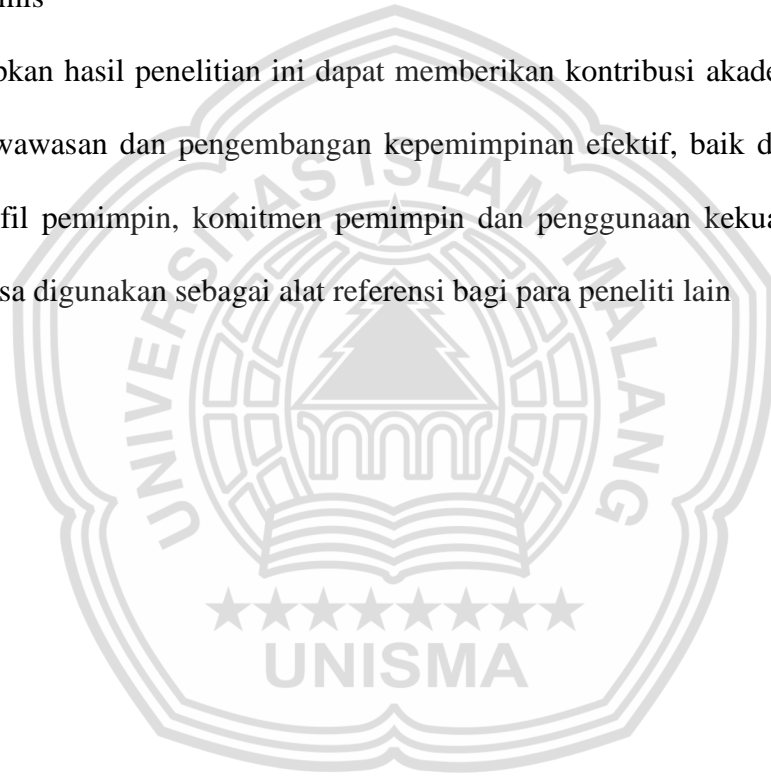 pkan hasil penelitian ini dapat memberikan kontribusi akade
wawasan dan pengembangan kepemimpinan efektif, baik d
fil pemimpin, komitmen pemimpin dan penggunaan kekua
sa digunakan sebagai alat referensi bagi para peneliti lain
UNIVERSITAS ISLAM MALANG
UNISMA